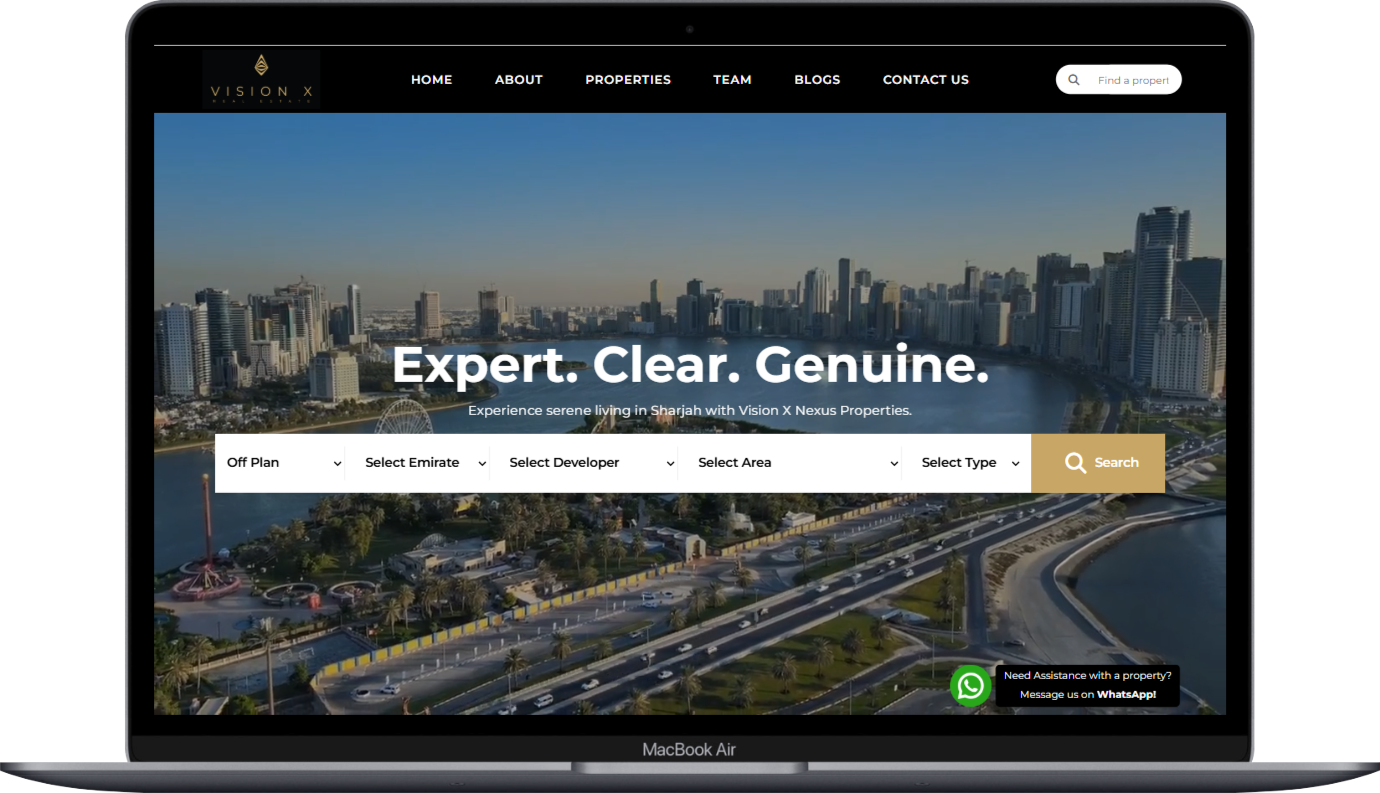 VISION X
REAL ESTATE
HOME
ABOUT
PROPERTIES
TEAM
BLOGS
CONTACT US
Find a propert
Expert. Clear. Genuine.
Experience serene living in Sharjah with Vision X Nexus Properties.
Off Plan
Select Emirate
Select Developer
Select Area
Select Type
Search
Need Assistance with a property?
Message us on WhatsApp!
MacBook Air